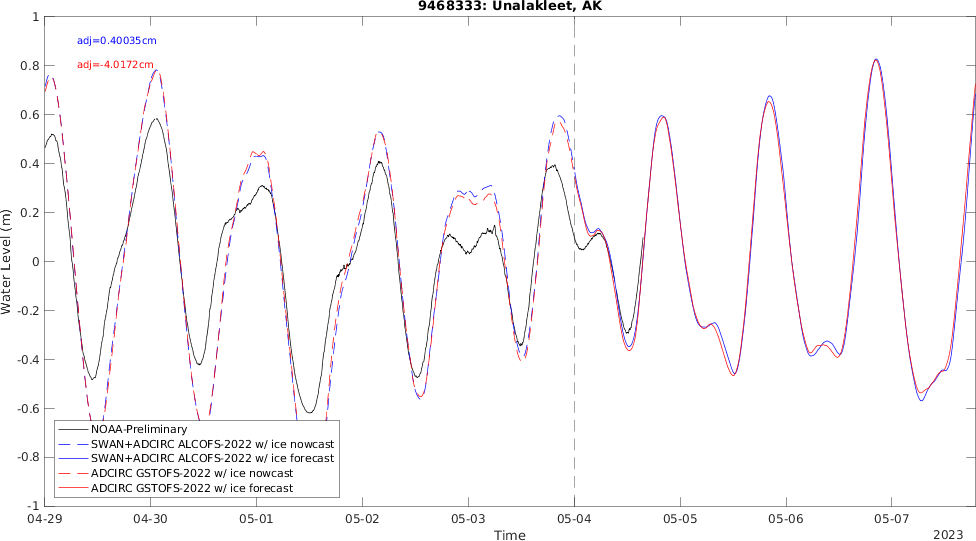 9468333: Unalakleet, AK
adj=0.40035cm
adj=-4.0172cm
1
0.8
0.6
0.4
0.2
0
-0.2
-0.4
-0.6
-0.8
-1
Water Level (m)
NOAA-Preliminary
SWAN+ADCIRC ALCOFS-2022 w/ ice nowcast
SWAN+ADCIRC ALCOFS-2022 w/ ice forecast
ADCIRC GSTOFS-2022 w/ ice nowcast
ADCIRC GSTOFS-2022 w/ ice forecast
04-29 04-30 05-01 05-02 05-03 05-04 05-05 05-06 05-07
Time
2023